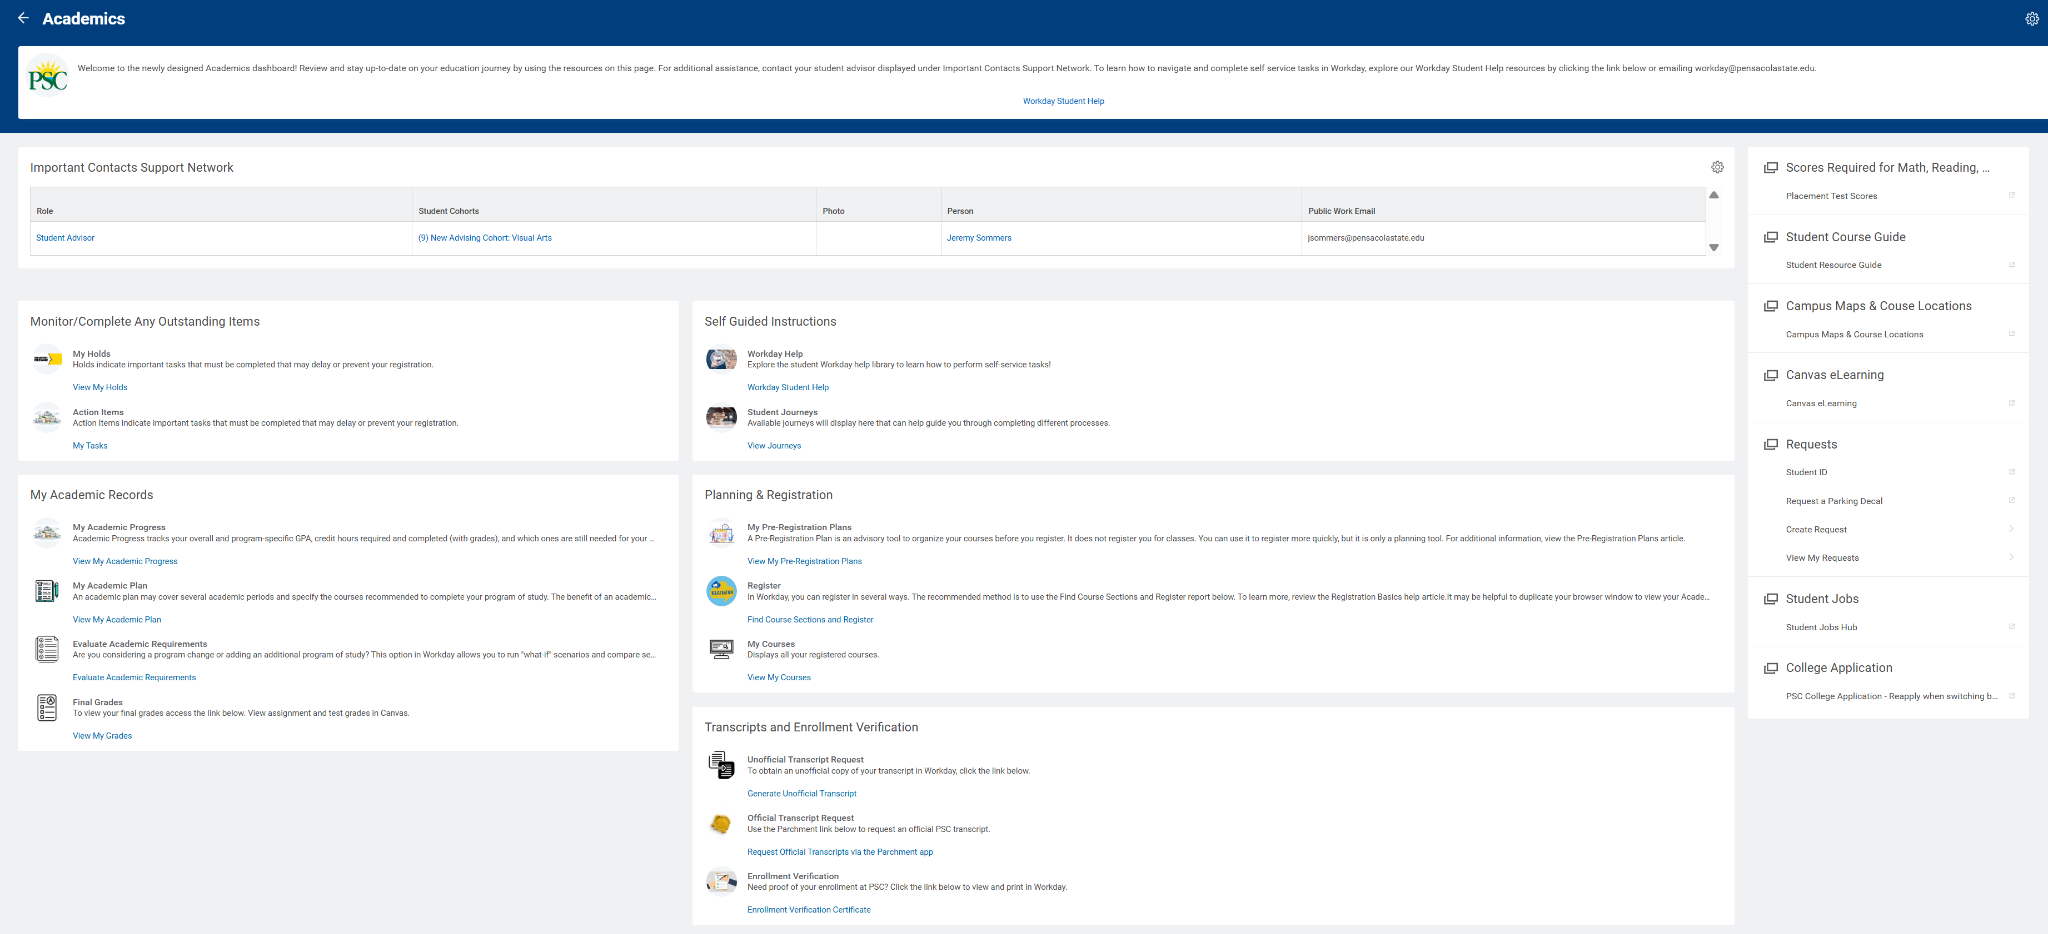 Academics
PSC
Welcome to the newly designed Academics dashboard! Review and stay up-to-date on your education journey by using the resources on this page. For additional assistance, contact your student advisor displayed under Important Contacts Support Network. To learn how to navigate and complete self service tasks in Workday, explore our Workday Student Help resources by clicking the link below or emailing workday@pensacolastate.edu.
Workday Student Help
Important Contacts Support Network
Role Student Cohorts Photo Person Public Work Email
Student Advisor (9) New Advising Cohort: Visual Arts Jeremy Sommers jsommers@pensacolastate.edu
Monitor/Complete Any Outstanding Items
My Holds
Holds indicate important tasks that must be completed that may delay or prevent your registration.
View My Holds
Action Items
Action Items indicate important tasks that must be completed that may delay or prevent your registration.
My Tasks
Self Guided Instructions
Workday Help
Explore the student Workday help library to learn how to perform self-service tasks!
Workday Student Help
Student Journeys
Available journeys will display here that can help guide you through completing different processes.
View Journeys
My Academic Records
My Academic Progress
Academic Progress tracks your overall and program-specific GPA, credit hours required and completed (with grades), and which ones are still needed for your ...
View My Academic Progress
My Academic Plan
An academic plan may cover several academic periods and specify the courses recommended to complete your program of study. The benefit of an academic...
View My Academic Plan
Evaluate Academic Requirements
Are you considering a program change or adding an additional program of study? This option in Workday allows you to run "what-if" scenarios and compare se...
Evaluate Academic Requirements
Final Grades
To view your final grades access the link below. View assignment and test grades in Canvas.
View My Grades
Planning & Registration
My Pre-Registration Plans
A Pre-Registration Plan is an advisory tool to organize your courses before you register. It does not register you for classes. You can use it to register more quickly, but it is only a planning tool. For additional information, view the Pre-Registration Plans article.
View My Pre-Registration Plans
Register
In Workday, you can register in several ways. The recommended method is to use the Find Course Sections and Register report below. To learn more, review the Registration Basics help article.It may be helpful to duplicate your browser window to view your Acade...
Find Course Sections and Register
My Courses
Displays all your registered courses.
View My Courses
Transcripts and Enrollment Verification
Unofficial Transcript Request
To obtain an unofficial copy of your transcript in Workday, click the link below.
Generate Unofficial Transcript
Official Transcript Request
Use the Parchment link below to request an official PSC transcript.
Request Official Transcripts via the Parchment app
Enrollment Verification
Need proof of your enrollment at PSC? Click the link below to view and print in Workday.
Enrollment Verification Certificate
Scores Required for Math, Reading, ...
Placement Test Scores
Student Course Guide
Student Resource Guide
Campus Maps & Couse Locations
Campus Maps & Course Locations
Canvas eLearning
Canvas eLearning
Requests
Student ID
Request a Parking Decal
Create Request
View My Requests
Student Jobs
Student Jobs Hub
College Application
PSC College Application - Reapply when switching b...